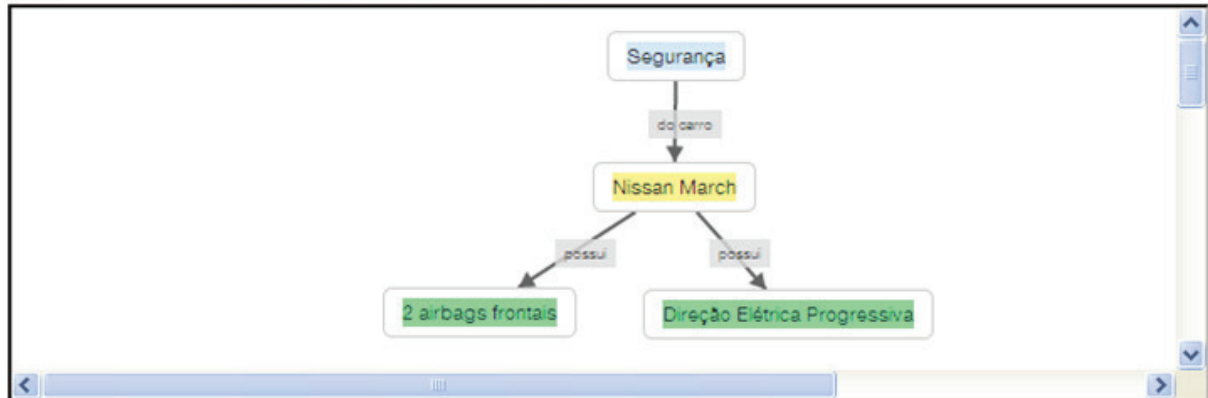 Segurança
do carro
Nissan March
possui
possui
2 airbags frontais
Direção Elétrica Progressiva